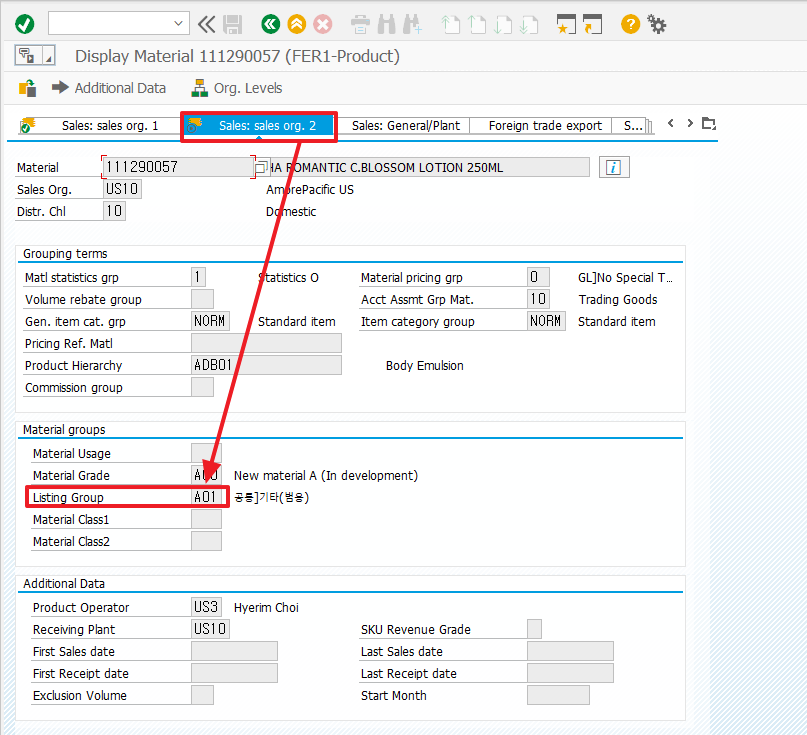 Display Material 111290057 (FER1-Product)
Additional Data Org. Levels
Sales: sales org. 1 Sales: sales org. 2 Sales: General/Plant Foreign trade export S...
Material 111290057 HA ROMANTIC C.BLOSSOM LOTION 250ML
Sales Org. US10 AmorePacific US
Distr. Chl 10 Domestic
Grouping terms
Matl statistics grp 1 Statistics O Material pricing grp 0 GL]No Special T...
Volume rebate group Acct Assmt Grp Mat. 10 Trading Goods
Gen. item cat. grp NORM Standard item Item category group NORM Standard item
Pricing Ref. Matl
Product Hierarchy ADBO1 Body Emulsion
Commission group
Material groups
Material Usage
Material Grade A00 New material A (In development)
Listing Group A01 공통]기타(범용)
Material Class1
Material Class2
Additional Data
Product Operator US3 Hyerim Choi
Receiving Plant US10 SKU Revenue Grade
First Sales date Last Sales date
First Receipt date Last Receipt date
Exclusion Volume Start Month